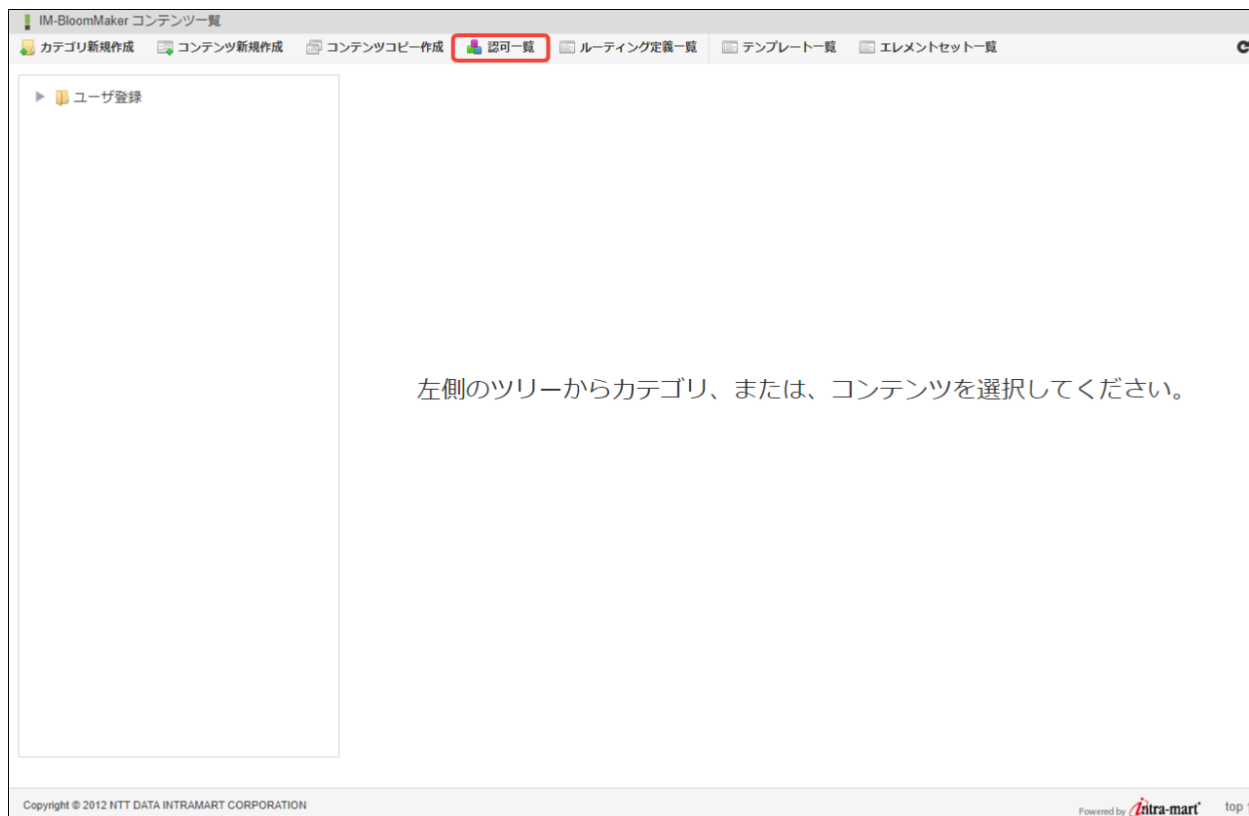 IM-BloomMaker コンテンツ一覧
カテゴリ新規作成 コンテンツ新規作成 コンテンツコピー作成 認可一覧 ルーティング定義一覧 テンプレート一覧 エレメントセット一覧
ユーザ登録
左側のツリーからカテゴリ、または、コンテンツを選択してください。
Copyright © 2012 NTT DATA INTRAMART CORPORATION
Powered by intra-mart top